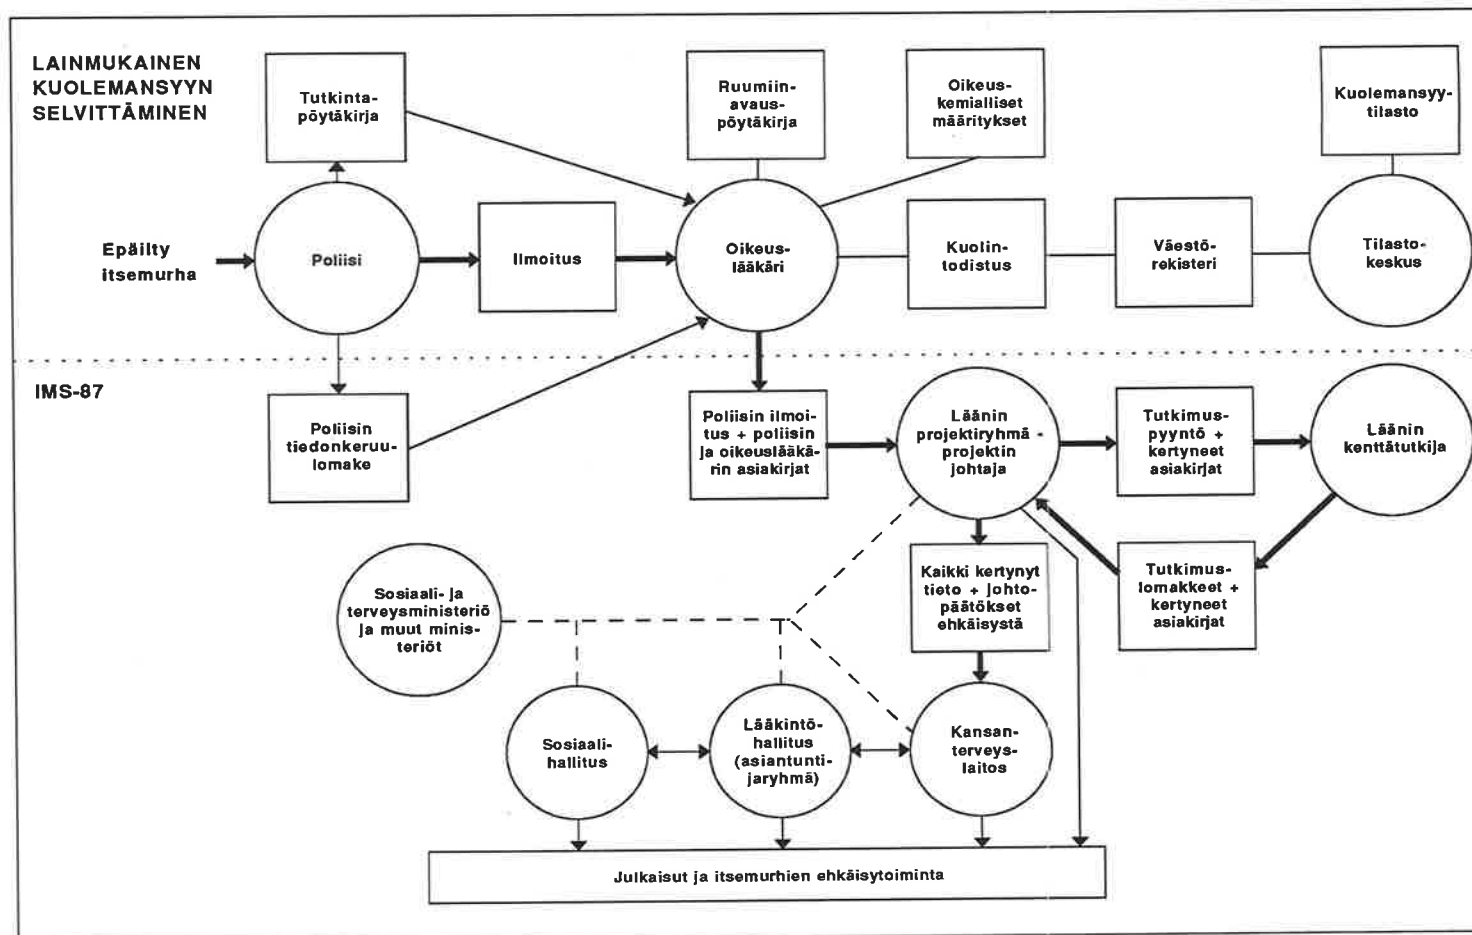 LAINMUKAINEN
KUOLEMANSYYN
SELVITTÄMINEN
Tutkinta-
pöytäkirja
Ruumiin-
avaus-
pöytäkirja
Oikeus-
kemialliset
määritykset
Kuolemansyy-
tilasto
Epäilty
itsemurha
Poliisi
Ilmoitus
Oikeus-
lääkäri
Kuolin-
todistus
Väestö-
rekisteri
Tilasto-
keskus
IMS-87
Poliisin
tiedonkeruu-
lomake
Poliisin ilmoi-
tus + poliisin
ja oikeuslääkä-
rin asiakirjat
Läänin
projektiryhmä -
projektin
johtaja
Tutkimus-
pyyntö +
kertyneet
asiakirjat
Läänin
kenttätutkija
Sosiaali- ja
terveysministeriö
ja muut minis-
teriöt
Kaikki kertynyt
tieto + johto-
päätökset
ehkäisystä
Tutkimus-
lomakkeet +
kertyneet
asiakirjat
Sosiaali-
hallitus
Lääkintö-
hallitus
(asiantunti-
jaryhmä)
Kansan-
terveys-
laitos
Julkaisut ja itsemurhien ehkäisytoiminta